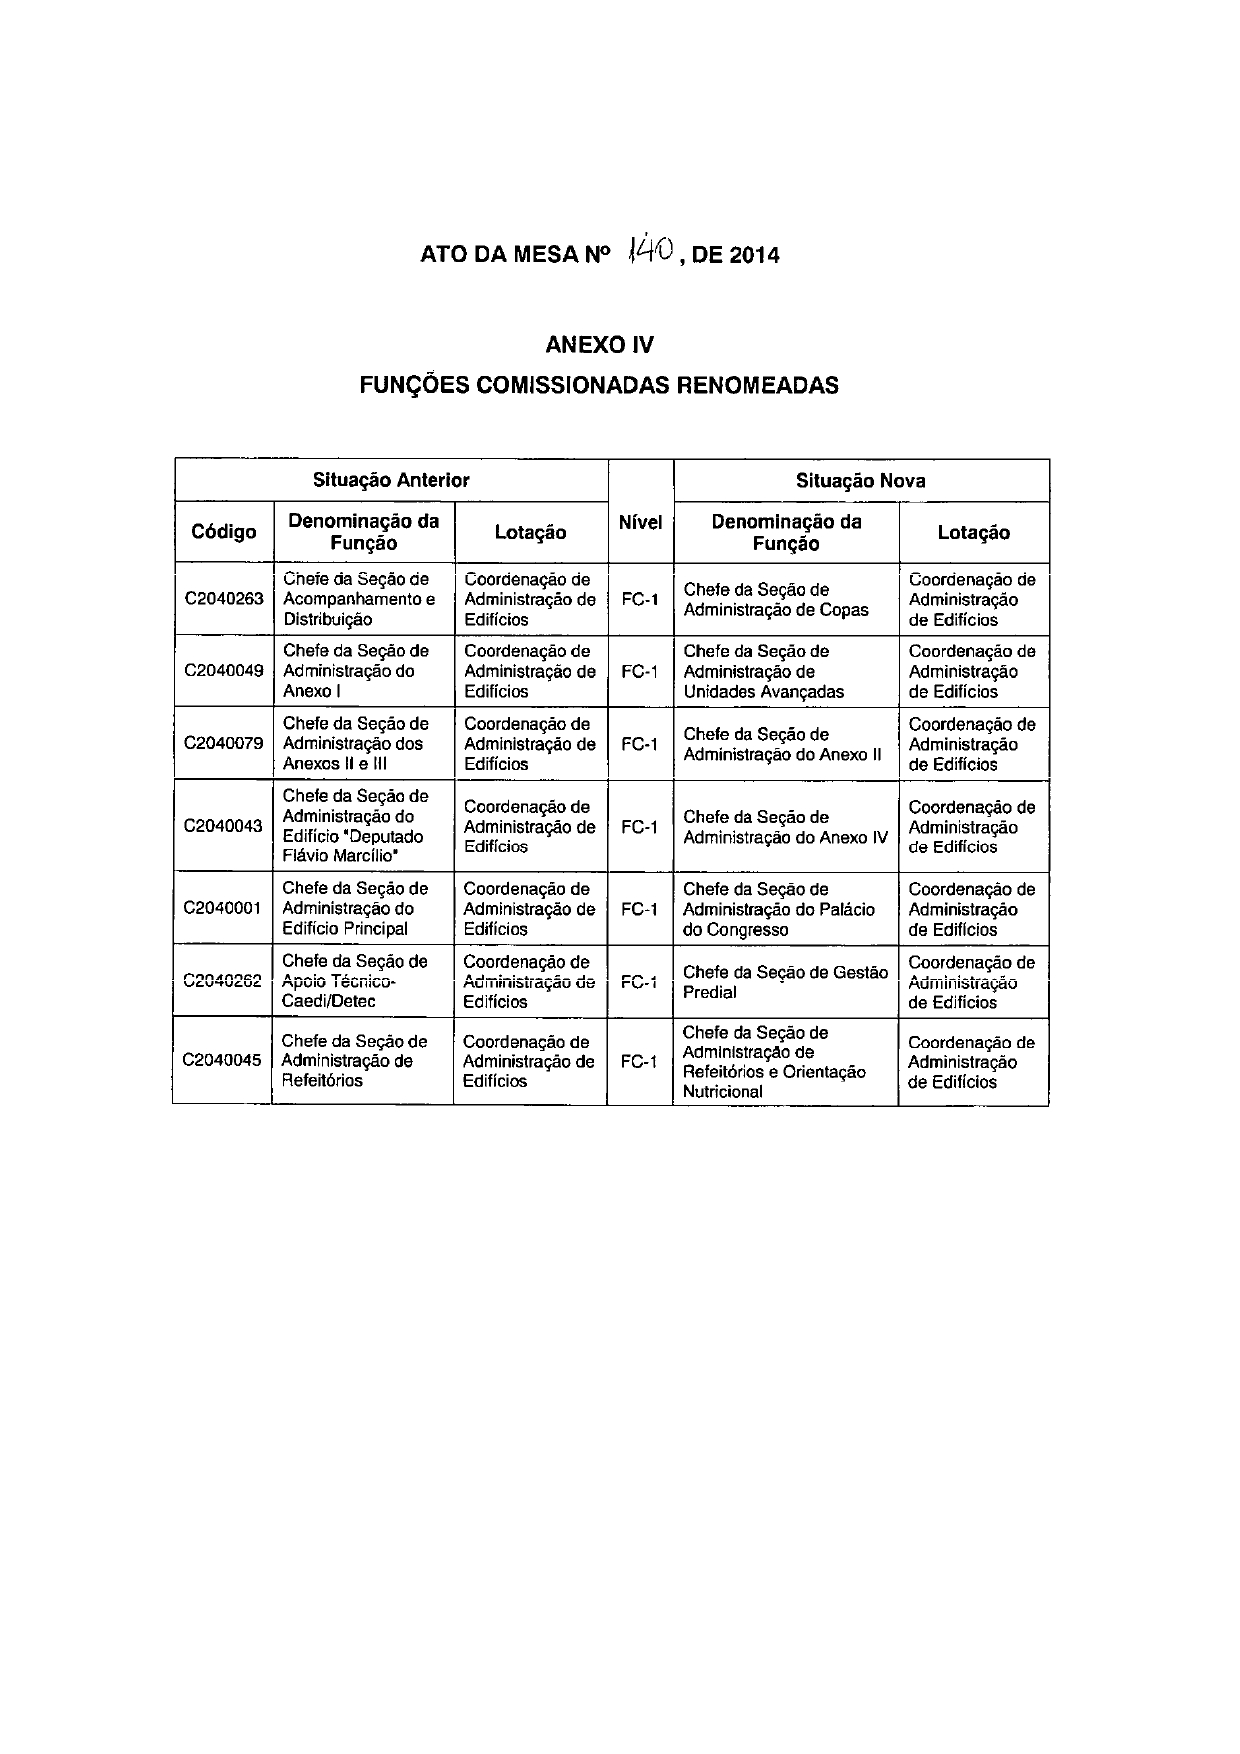 ATO DA MESA Nº 140, DE 2014
ANEXO IV
FUNÇÕES COMISSIONADAS RENOMEADAS
Situação Anterior
Nível
Situação Nova
Código
Denominação da
Função
Lotação
Denominação da
Função
Lotação
C2040263
Chefe da Seção de
Acompanhamento e
Distribuição
Coordenação de
Administração de
Edifícios
FC-1
Chefe da Seção de
Administração de Copas
Coordenação de
Administração
de Edifícios
C2040049
Chefe da Seção de
Administração do
Anexo I
Coordenação de
Administração de
Edifícios
FC-1
Chefe da Seção de
Administração de
Unidades Avançadas
Coordenação de
Administração
de Edifícios
C2040079
Chefe da Seção de
Administração dos
Anexos II e III
Coordenação de
Administração de
Edifícios
FC-1
Chefe da Seção de
Administração do Anexo II
Coordenação de
Administração
de Edifícios
C2040043
Chefe da Seção de
Administração do
Edifício "Deputado
Flávio Marcílio"
Coordenação de
Administração de
Edifícios
FC-1
Chefe da Seção de
Administração do Anexo IV
Coordenação de
Administração
de Edifícios
C2040001
Chefe da Seção de
Administração do
Edifício Principal
Coordenação de
Administração de
Edifícios
FC-1
Chefe da Seção de
Administração do Palácio
do Congresso
Coordenação de
Administração
de Edifícios
C2040262
Chefe da Seção de
Apoio Técnico-
Caedi/Detec
Coordenação de
Administração de
Edifícios
FC-1
Chefe da Seção de Gestão
Predial
Coordenação de
Administração
de Edifícios
C2040045
Chefe da Seção de
Administração de
Refeitórios
Coordenação de
Administração de
Edifícios
FC-1
Chefe da Seção de
Administração de
Refeitórios e Orientação
Nutricional
Coordenação de
Administração
de Edifícios